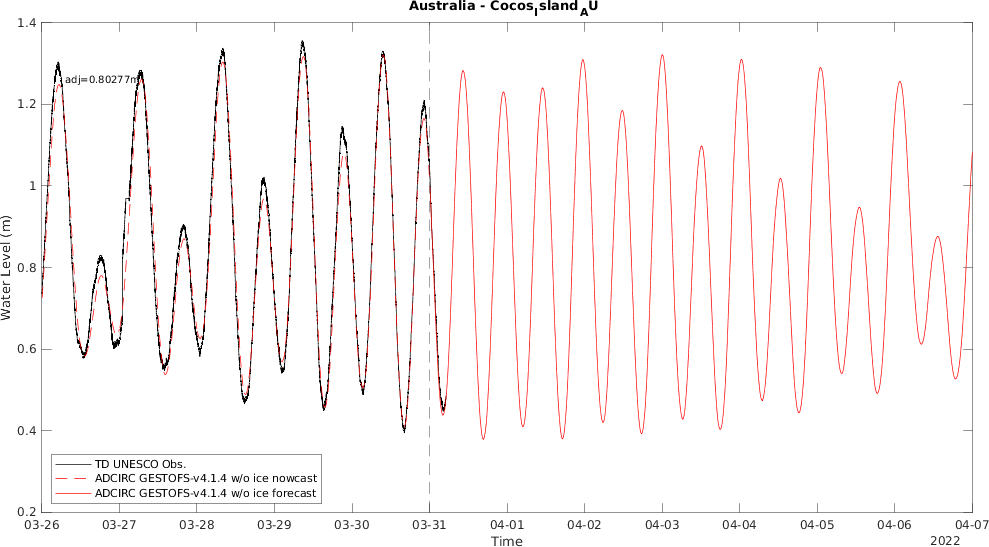 Australia - Cocos_Island_AU
1.4
adj=0.80277m
1.2
1
0.8
0.6
0.4
0.2
Water Level (m)
TD UNESCO Obs.
ADCIRC GESTOFS-v4.1.4 w/o ice nowcast
ADCIRC GESTOFS-v4.1.4 w/o ice forecast
03-26 03-27 03-28 03-29 03-30 03-31 04-01 04-02 04-03 04-04 04-05 04-06 04-07
Time
2022